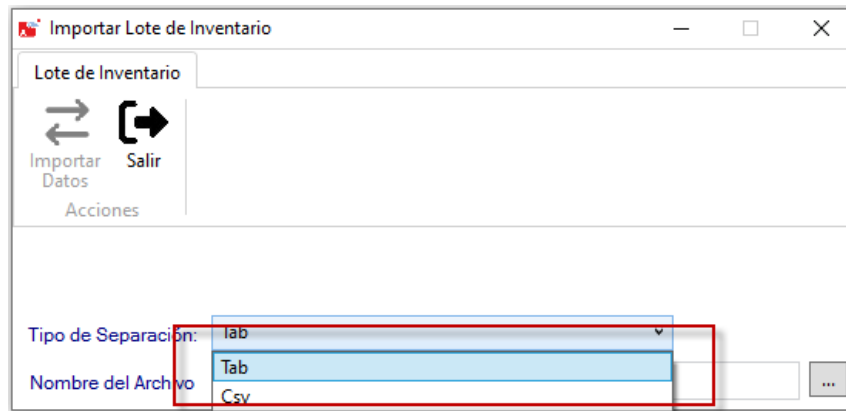 Importar Lote de Inventario
Lote de Inventario
Importar Datos
Salir
Acciones
Tipo de Separación: Tab
Tab
Nombre del Archivo ...
Csv